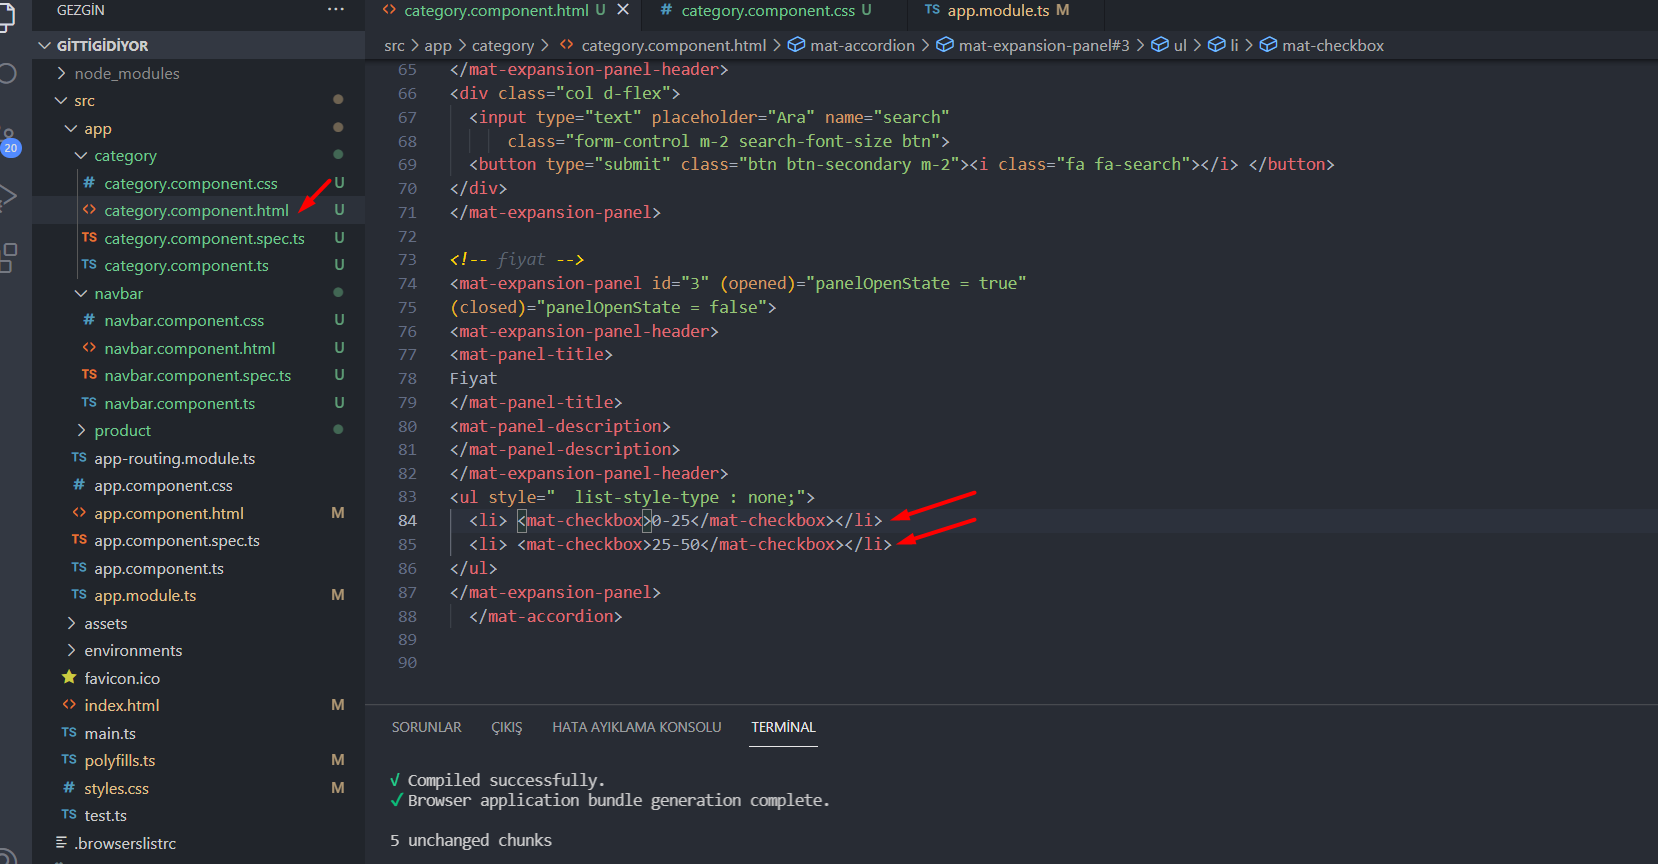 GEZGİN
···
category.component.html U
# category.component.css U
TS app.module.ts M
GİTTİGİDİYOR
src > app > category > category.component.html > mat-accordion > mat-expansion-panel#3 > ul > li > mat-checkbox
node_modules
src
app
20
category
# category.component.css U
<> category.component.html U
TS category.component.spec.ts U
TS category.component.ts U
navbar
# navbar.component.css U
<> navbar.component.html U
TS navbar.component.spec.ts U
TS navbar.component.ts U
product
TS app-routing.module.ts
# app.component.css
<> app.component.html M
TS app.component.spec.ts
TS app.component.ts
TS app.module.ts M
assets
environments
favicon.ico
<> index.html M
TS main.ts
TS polyfills.ts M
# styles.css M
TS test.ts
.browserslistrc
65 </mat-expansion-panel-header>
66 <div class="col d-flex">
67 <input type="text" placeholder="Ara" name="search"
68 class="form-control m-2 search-font-size btn">
69 <button type="submit" class="btn btn-secondary m-2"><i class="fa fa-search"></i> </button>
70 </div>
71 </mat-expansion-panel>
72
73 <!-- fiyat -->
74 <mat-expansion-panel id="3" (opened)="panelOpenState = true"
75 (closed)="panelOpenState = false">
76 <mat-expansion-panel-header>
77 <mat-panel-title>
78 Fiyat
79 </mat-panel-title>
80 <mat-panel-description>
81 </mat-panel-description>
82 </mat-expansion-panel-header>
83 <ul style="  list-style-type : none;">
84 <li> <mat-checkbox>0-25</mat-checkbox></li>
85 <li> <mat-checkbox>25-50</mat-checkbox></li>
86 </ul>
87 </mat-expansion-panel>
88 </mat-accordion>
89
90
SORUNLAR ÇIKIŞ HATA AYIKLAMA KONSOLU TERMİNAL
√ Compiled successfully.
✓ Browser application bundle generation complete.
5 unchanged chunks